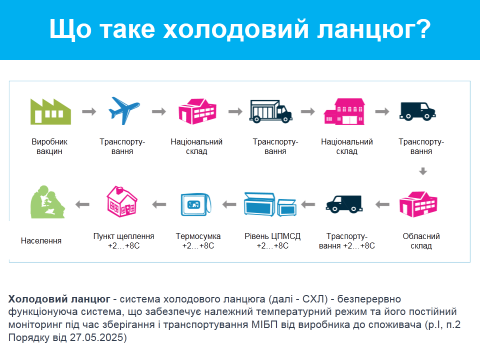 Що таке холодовий ланцюг?
Виробник
вакцин
Транспорту-
вання
Національний
склад
Транспорту-
вання
Національний
склад
Транспорту-
вання
Населення
Пункт щеплення
+2...+8С
Термосумка
+2...+8С
Рівень ЦПМСД
+2...+8С
Траспорту-
вання +2...+8С
Обласний
склад
Холодовий ланцюг - система холодового ланцюга (далі - СХЛ) - безперервно
функціонуюча система, що забезпечує належний температурний режим та його постійний
моніторинг під час зберігання і транспортування МІБП від виробника до споживача (р.І, п.2
Порядку від 27.05.2025)